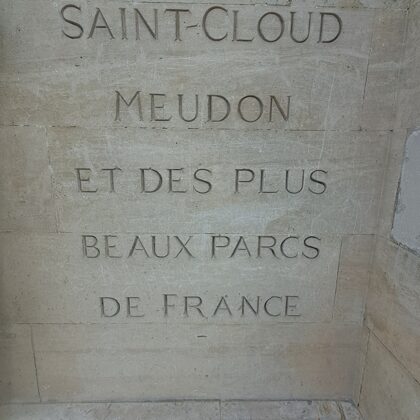 SAINT-CLOUD
MEUDON
ET DES PLUS
BEAUX PARCS
DE FRANCE